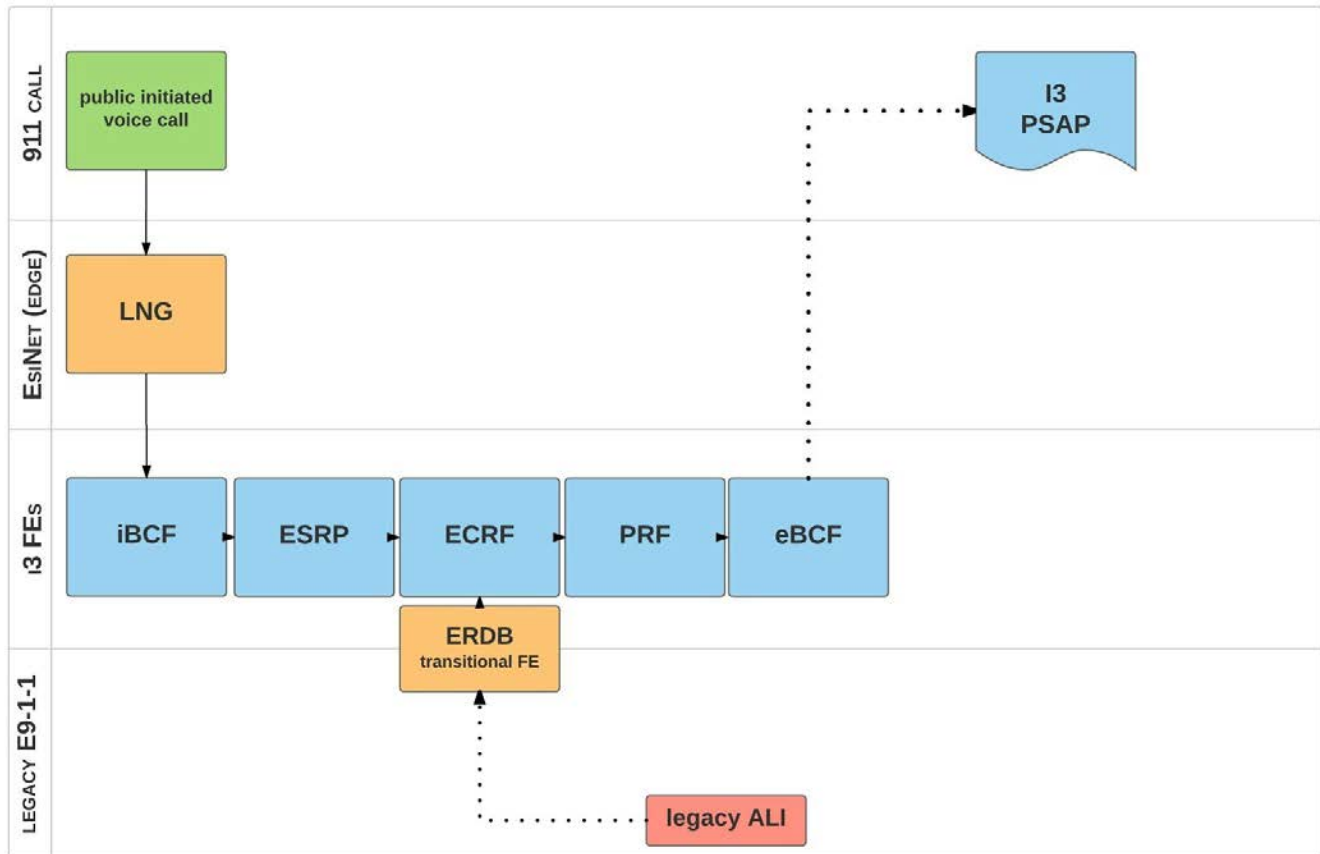 911 CALL
public initiated
voice call
I3
PSAP
ESINET (EDGE)
LNG
I3 FES
iBCF
ESRP
ECRF
PRF
eBCF
ERDB
transitional FE
LEGACY E9-1-1
legacy ALI